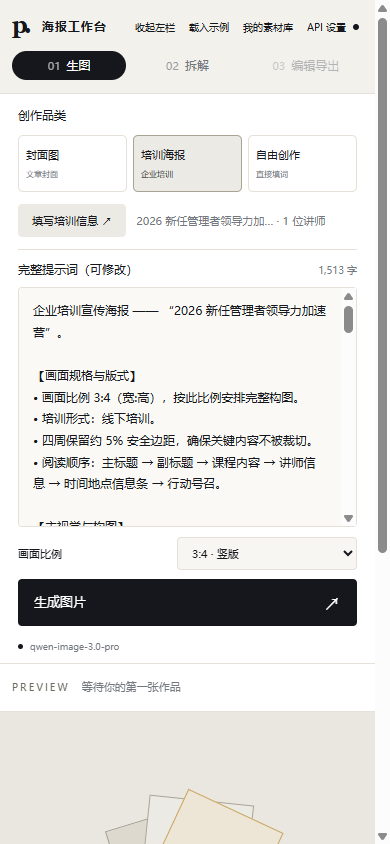 p. 海报工作台 收起左栏 载入示例 我的素材库 API 设置
01 生图 02 拆解 03 编辑导出
创作品类
封面图 培训海报 自由创作
文章封面 企业培训 直接填词
填写培训信息 ↗ 2026 新任管理者领导力加... · 1 位讲师
完整提示词（可修改） 1,513 字
企业培训宣传海报 —— “2026 新任管理者领导力加速
营”。
【画面规格与版式】
• 画面比例 3:4（宽:高），按此比例安排完整构图。
• 培训形式：线下培训。
• 四周保留约 5% 安全边距，确保关键内容不被裁切。
• 阅读顺序：主标题 → 副标题 → 课程内容 → 讲师信
息 → 时间地点信息条 → 行动号召。
【主视觉与构图】
画面比例 3:4 · 竖版
生成图片 ↗
qwen-image-3.0-pro
PREVIEW 等待你的第一张作品